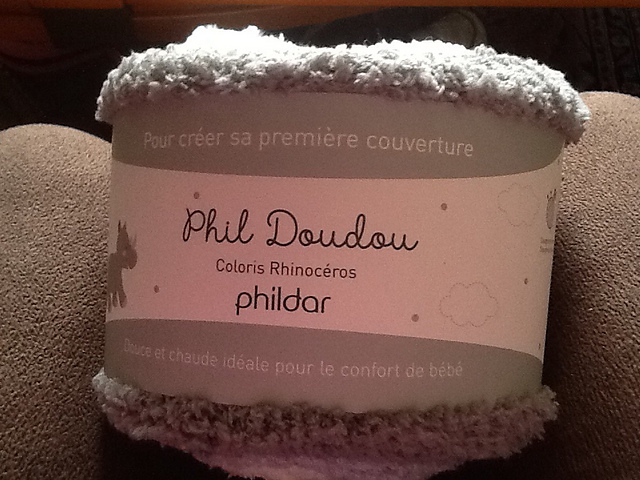 Pour créer sa première couverture
Phil Doudou
Coloris Rhinocéros
phildar
Douce et chaude idéale pour le confort de bébé